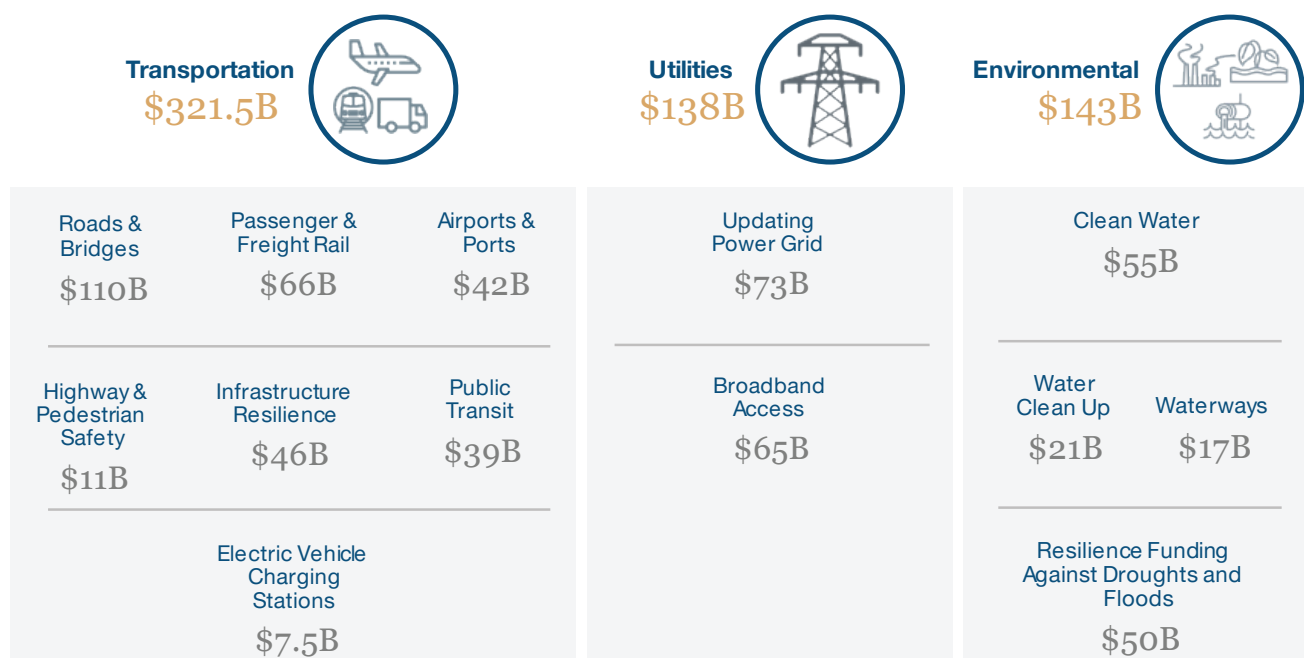 Transportation
$321.5B
Utilities
$138B
Environmental
$143B
Roads &
Bridges
$110B
Passenger &
Freight Rail
$66B
Airports &
Ports
$42B
Highway &
Pedestrian
Safety
$11B
Infrastructure
Resilience
$46B
Public
Transit
$39B
Electric Vehicle
Charging
Stations
$7.5B
Updating
Power Grid
$73B
Broadband
Access
$65B
Clean Water
$55B
Water
Clean Up
$21B
Waterways
$17B
Resilience Funding
Against Droughts and
Floods
$50B